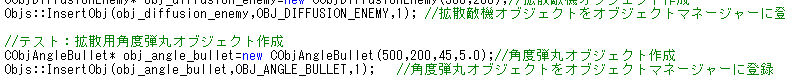 Objs::InsertObj(obj_diffusion_enemy,OBJ_DIFFUSION_ENEMY,1); //拡散敵機オブジェクトをオブジェクトマネージャーに登
//テスト：拡散用角度弾丸オブジェクト作成
CObjAngleBullet* obj_angle_bullet=new CObjAngleBullet(500,200,45,5.0);//角度弾丸オブジェクト作成
Objs::InsertObj(obj_angle_bullet,OBJ_ANGLE_BULLET,1); //角度弾丸オブジェクトをオブジェクトマネージャーに登録